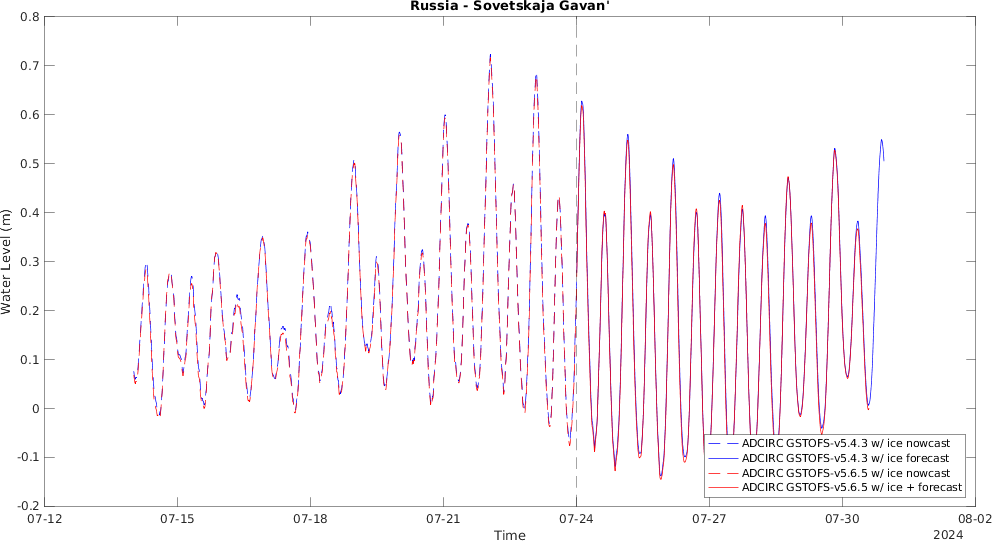 Russia - Sovetskaja Gavan'
0.8
0.7
0.6
0.5
0.4
0.3
0.2
0.1
0
-0.1
-0.2
Water Level (m)
ADCIRC GSTOFS-v5.4.3 w/ ice nowcast
ADCIRC GSTOFS-v5.4.3 w/ ice forecast
ADCIRC GSTOFS-v5.6.5 w/ ice nowcast
ADCIRC GSTOFS-v5.6.5 w/ ice + forecast
07-12 07-15 07-18 07-21 07-24 07-27 07-30 08-02
Time
2024